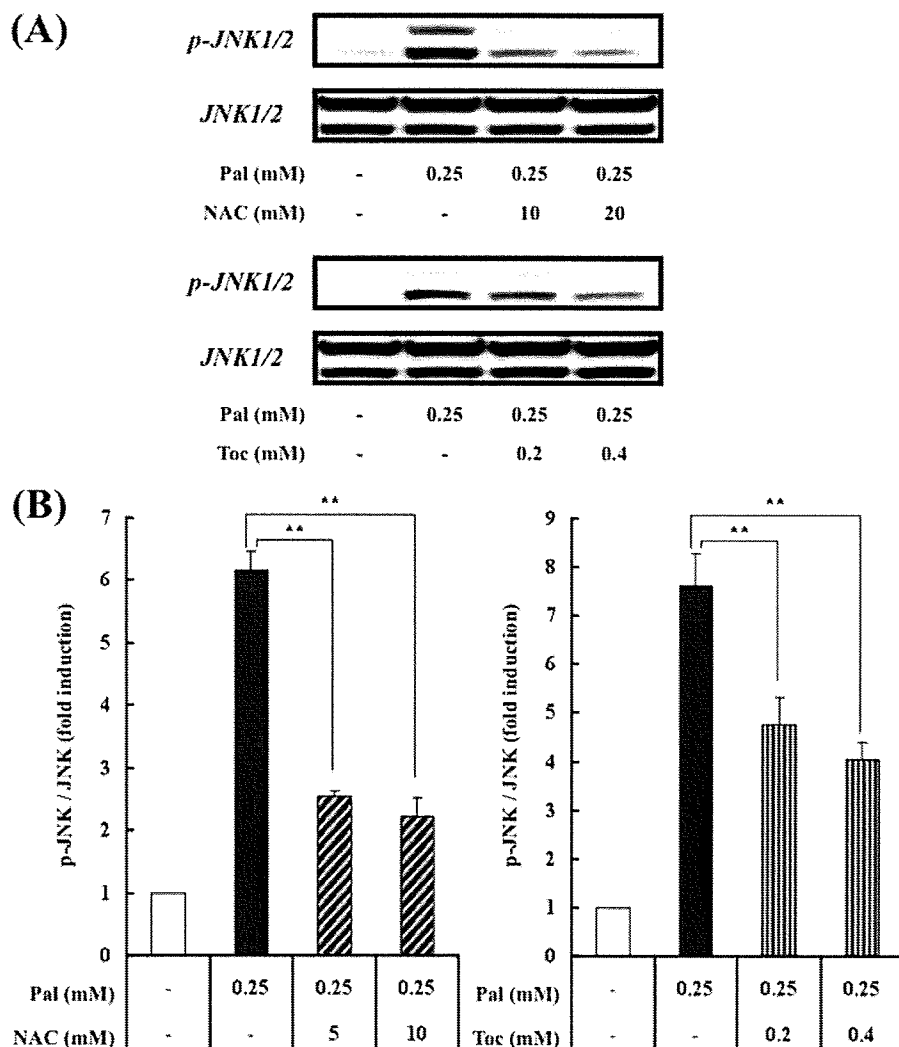 (A)
p-JNK1/2
JNK1/2
Pal (mM) - 0.25 0.25 0.25
NAC (mM) - - 10 20
p-JNK1/2
JNK1/2
Pal (mM) - 0.25 0.25 0.25
Toc (mM) - - 0.2 0.4
(B)
p-JNK / JNK (fold induction)
7
6
5
4
3
2
1
0
**
**
Pal (mM) - 0.25 0.25 0.25
NAC (mM) - - 5 10
p-JNK / JNK (fold induction)
9
8
7
6
5
4
3
2
1
0
**
**
Pal (mM) - 0.25 0.25 0.25
Toc (mM) - - 0.2 0.4